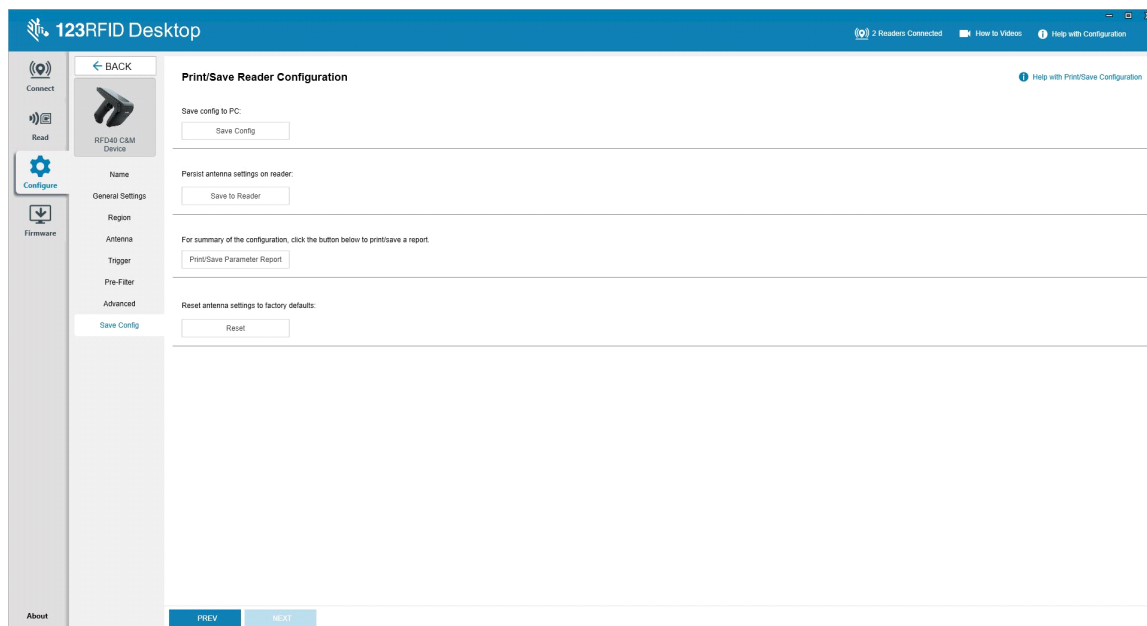 123RFID Desktop
2 Readers Connected
How to Videos
Help with Configuration
Connect
Read
Configure
Firmware
About
BACK
RFD40 C&M
Device
Name
General Settings
Region
Antenna
Trigger
Pre-Filter
Advanced
Save Config
Print/Save Reader Configuration
Help with Print/Save Configuration
Save config to PC:
Save Config
Persist antenna settings on reader:
Save to Reader
For summary of the configuration, click the button below to print/save a report.
Print/Save Parameter Report
Reset antenna settings to factory defaults:
Reset
PREV
NEXT